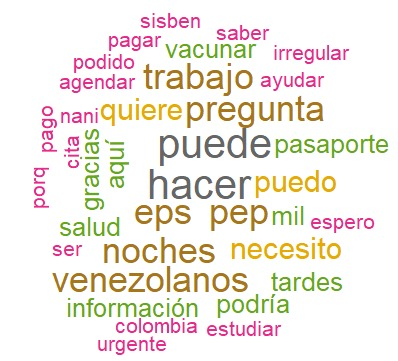 sisben
pagar
saber
vacunar
podido
irregular
agendar
trabajo
ayudar
pago
nani
quiere
pregunta
cita
gracias
aquí
puede
pasaporte
porq
hacer
puedo
eps
pep
mil
espero
salud
ser
noches
necesito
venezolanos
tardes
información
podría
colombia
estudiar
urgente